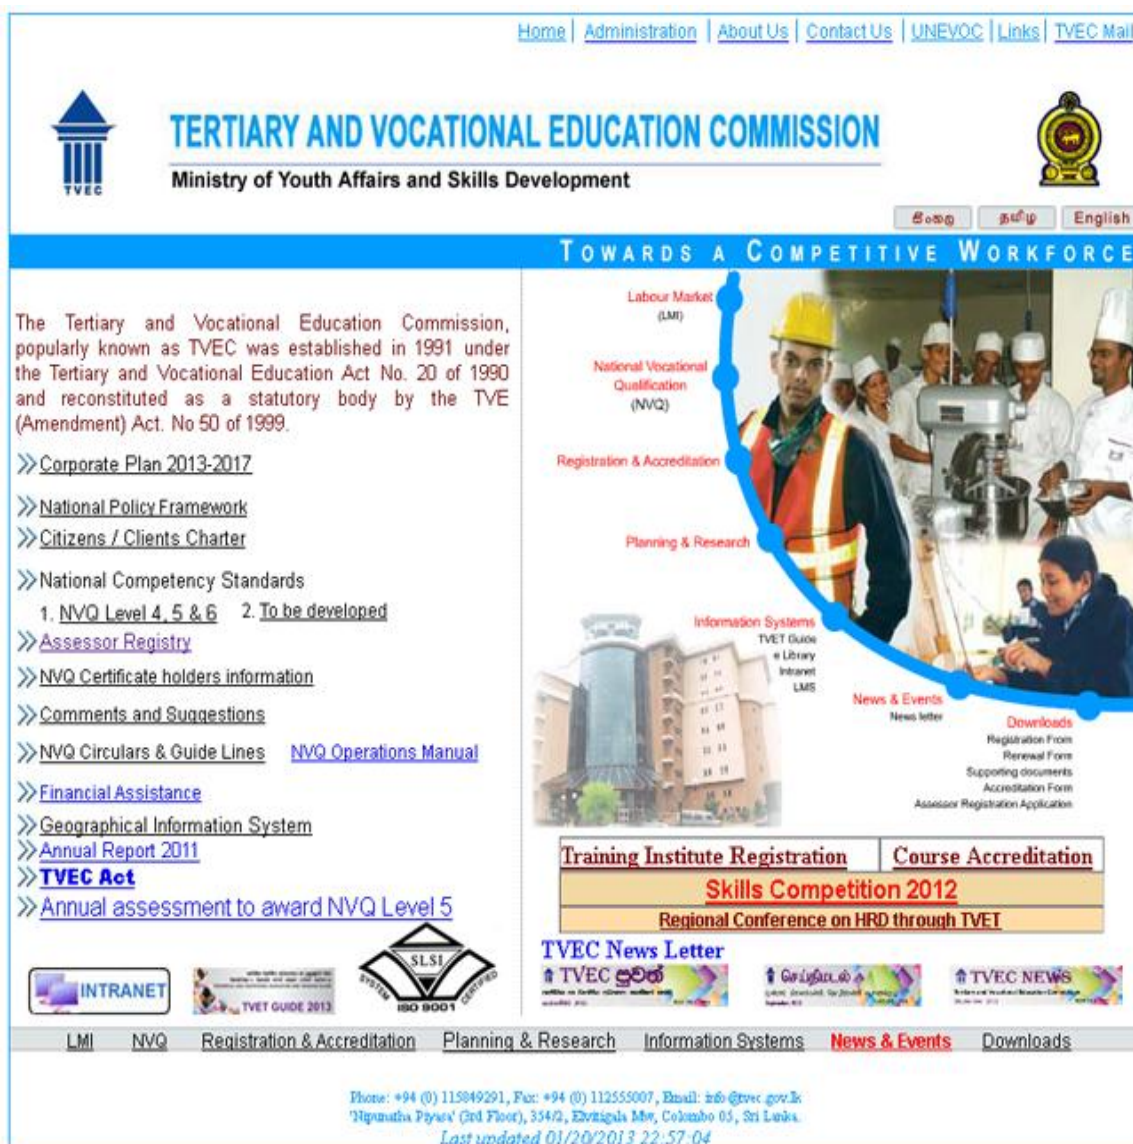 Home | Administration | About Us | Contact Us | UNEVOC | Links | TVEC Mail
TVEC
TERTIARY AND VOCATIONAL EDUCATION COMMISSION
Ministry of Youth Affairs and Skills Development
සිංහල தமிழ் English
TOWARDS A COMPETITIVE WORKFORCE
The Tertiary and Vocational Education Commission,
popularly known as TVEC was established in 1991 under
the Tertiary and Vocational Education Act No. 20 of 1990
and reconstituted as a statutory body by the TVE
(Amendment) Act. No 50 of 1999.
Corporate Plan 2013-2017
National Policy Framework
Citizens / Clients Charter
National Competency Standards
1. NVQ Level 4, 5 & 6 2. To be developed
Assessor Registry
NVQ Certificate holders information
Comments and Suggestions
NVQ Circulars & Guide Lines NVQ Operations Manual
Financial Assistance
Geographical Information System
Annual Report 2011
TVEC Act
Annual assessment to award NVQ Level 5
INTRANET
TVET GUIDE 2013
SLSI
SYSTEM CERTIFIED
ISO 9001
Labour Market
(LMI)
National Vocational
Qualification
(NVQ)
Registration & Accreditation
Planning & Research
Information Systems
TVET Guide
e Library
Intranet
LMS
News & Events
News letter
Downloads
Registration From
Renewal Form
Supporting documents
Accreditation Form
Assessor Registration Application
Training Institute Registration Course Accreditation
Skills Competition 2012
Regional Conference on HRD through TVET
TVEC News Letter
TVEC පුවත්
செய்திமடல்
TVEC NEWS
LMI NVQ Registration & Accreditation Planning & Research Information Systems News & Events Downloads
Phone: +94 (0) 115849291, Fax: +94 (0) 112555007, Email: info@tvec.gov.lk
'Nipunatha Piyasa' (3rd Floor), 354/2, Elvitigala Mw, Colombo 05, Sri Lanka.
Last updated 01/20/2013 22:57:04